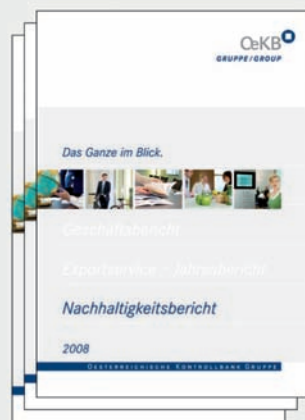 OeKB
GRUPPE/GROUP
Das Ganze im Blick.
Geschäftsbericht
Exportservice - Jahresbericht
Nachhaltigkeitsbericht
2008
OESTERREICHISCHE KONTROLLBANK GRUPPE